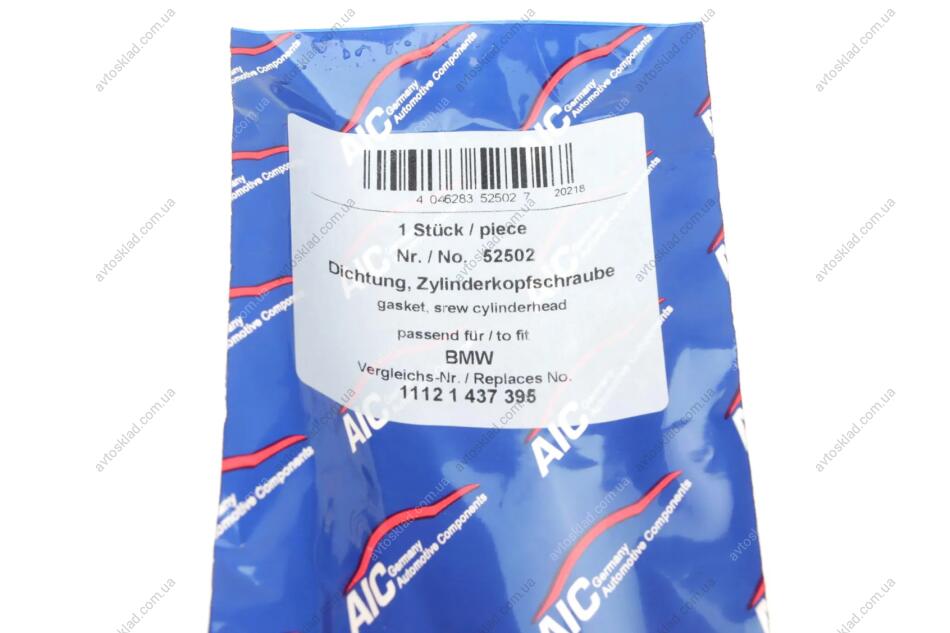 4 046283 52502 7 20218
1 Stück / piece
Nr. / No. 52502
Dichtung, Zylinderkopfschraube
gasket, srew cylinderhead
passend für / to fit
BMW
Vergleichs-Nr. / Replaces No.
1112 1 437 395
AIC Germany
Automotive Components
avtosklad.com.ua